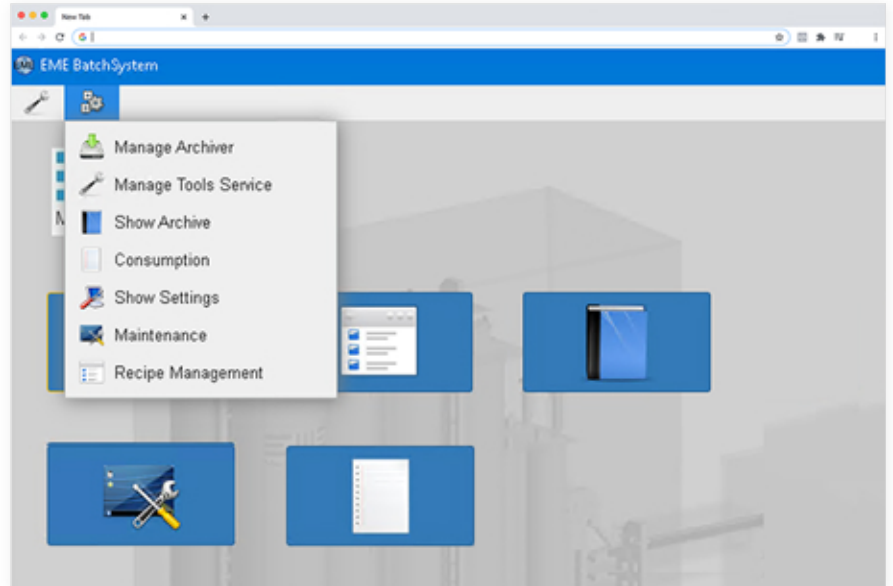 New Tab
EME BatchSystem
Manage Archiver
Manage Tools Service
Show Archive
Consumption
Show Settings
Maintenance
Recipe Management
M